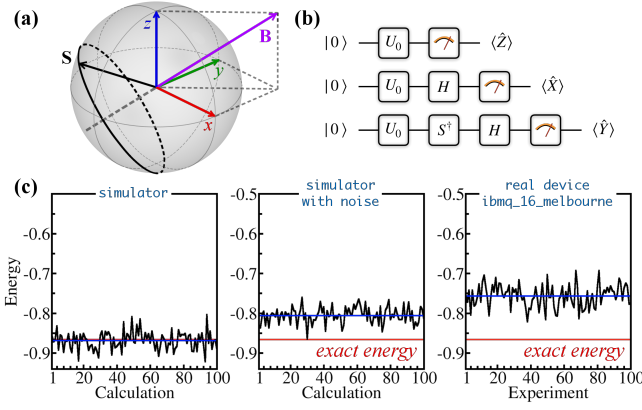 (a)
z
B
S
y
x
(b)
|0⟩ U₀ ⟨Ẑ⟩
|0⟩ U₀ H ⟨X̂⟩
|0⟩ U₀ S† H ⟨Ŷ⟩
(c)
simulator
Energy
-0.5
-0.6
-0.7
-0.8
-0.9
1 20 40 60 80 100
Calculation
simulator
with noise
-0.5
-0.6
-0.7
-0.8
-0.9
exact energy
1 20 40 60 80 100
Calculation
real device
ibmq_16_melbourne
-0.5
-0.6
-0.7
-0.8
-0.9
exact energy
1 20 40 60 80 100
Experiment